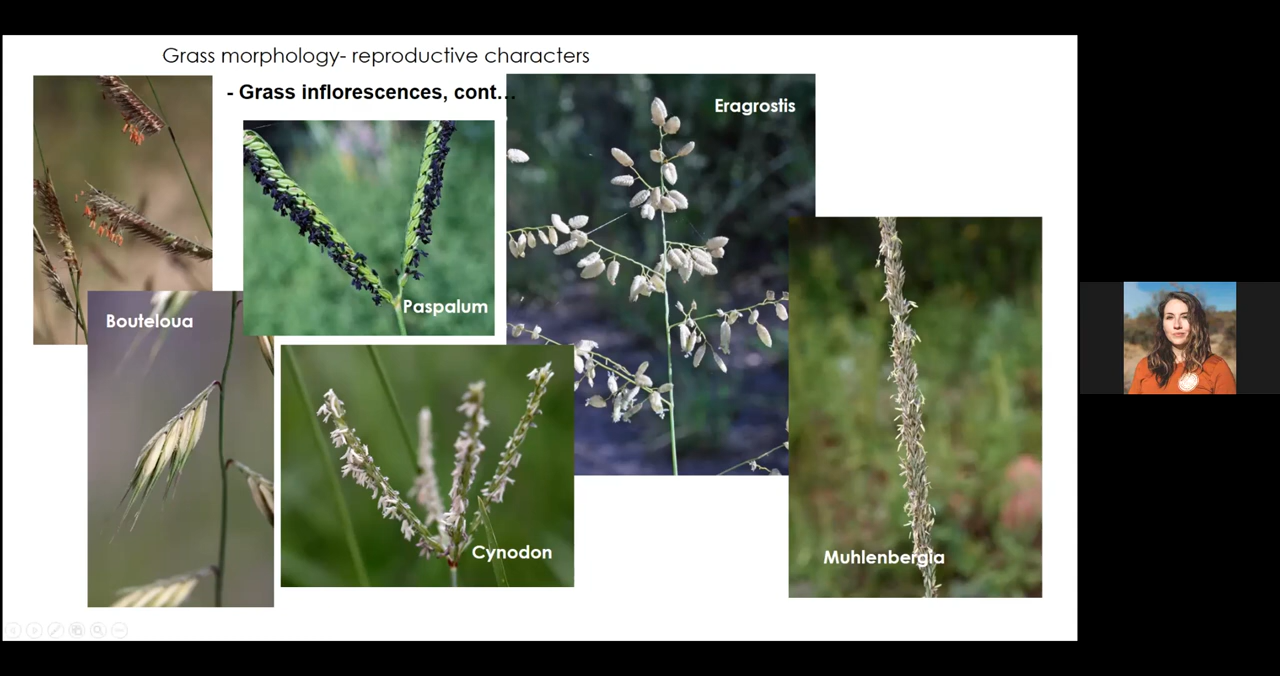 Grass morphology- reproductive characters
- Grass inflorescences, cont...
Eragrostis
Paspalum
Bouteloua
Cynodon
Muhlenbergia